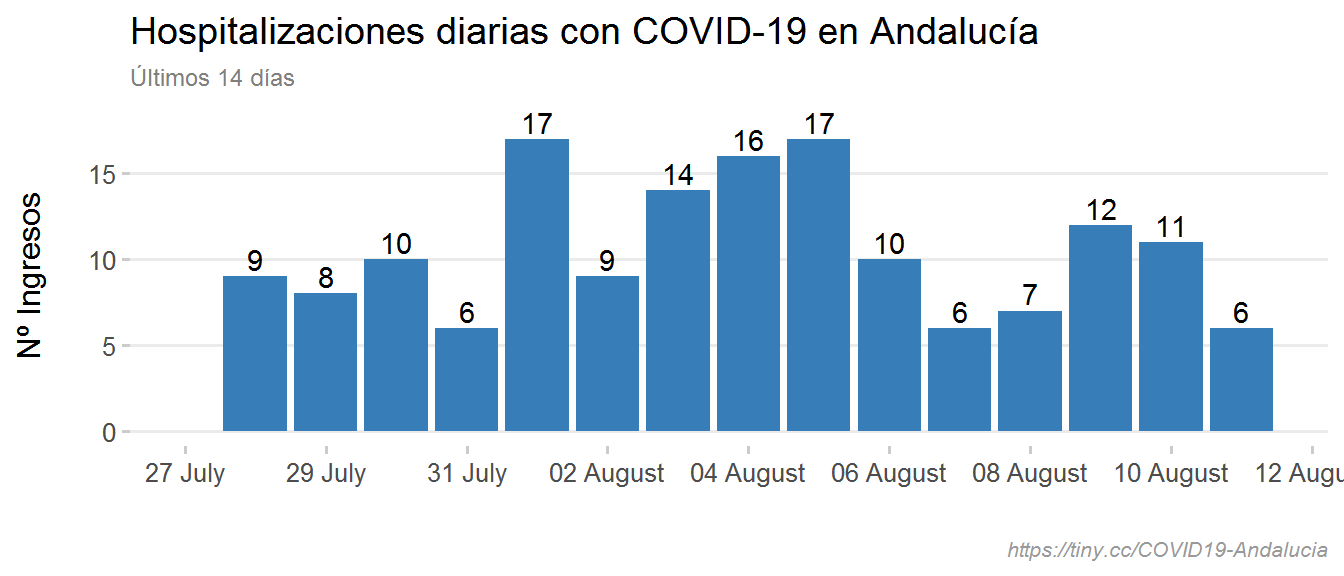 Hospitalizaciones diarias con COVID-19 en Andalucía
Últimos 14 días
Nº Ingresos
17 17
16
15 14
12
11
10 10 10
9 9
8
7
6 6 6
5
0
27 July 29 July 31 July 02 August 04 August 06 August 08 August 10 August 12 Augu
https://tiny.cc/COVID19-Andalucia